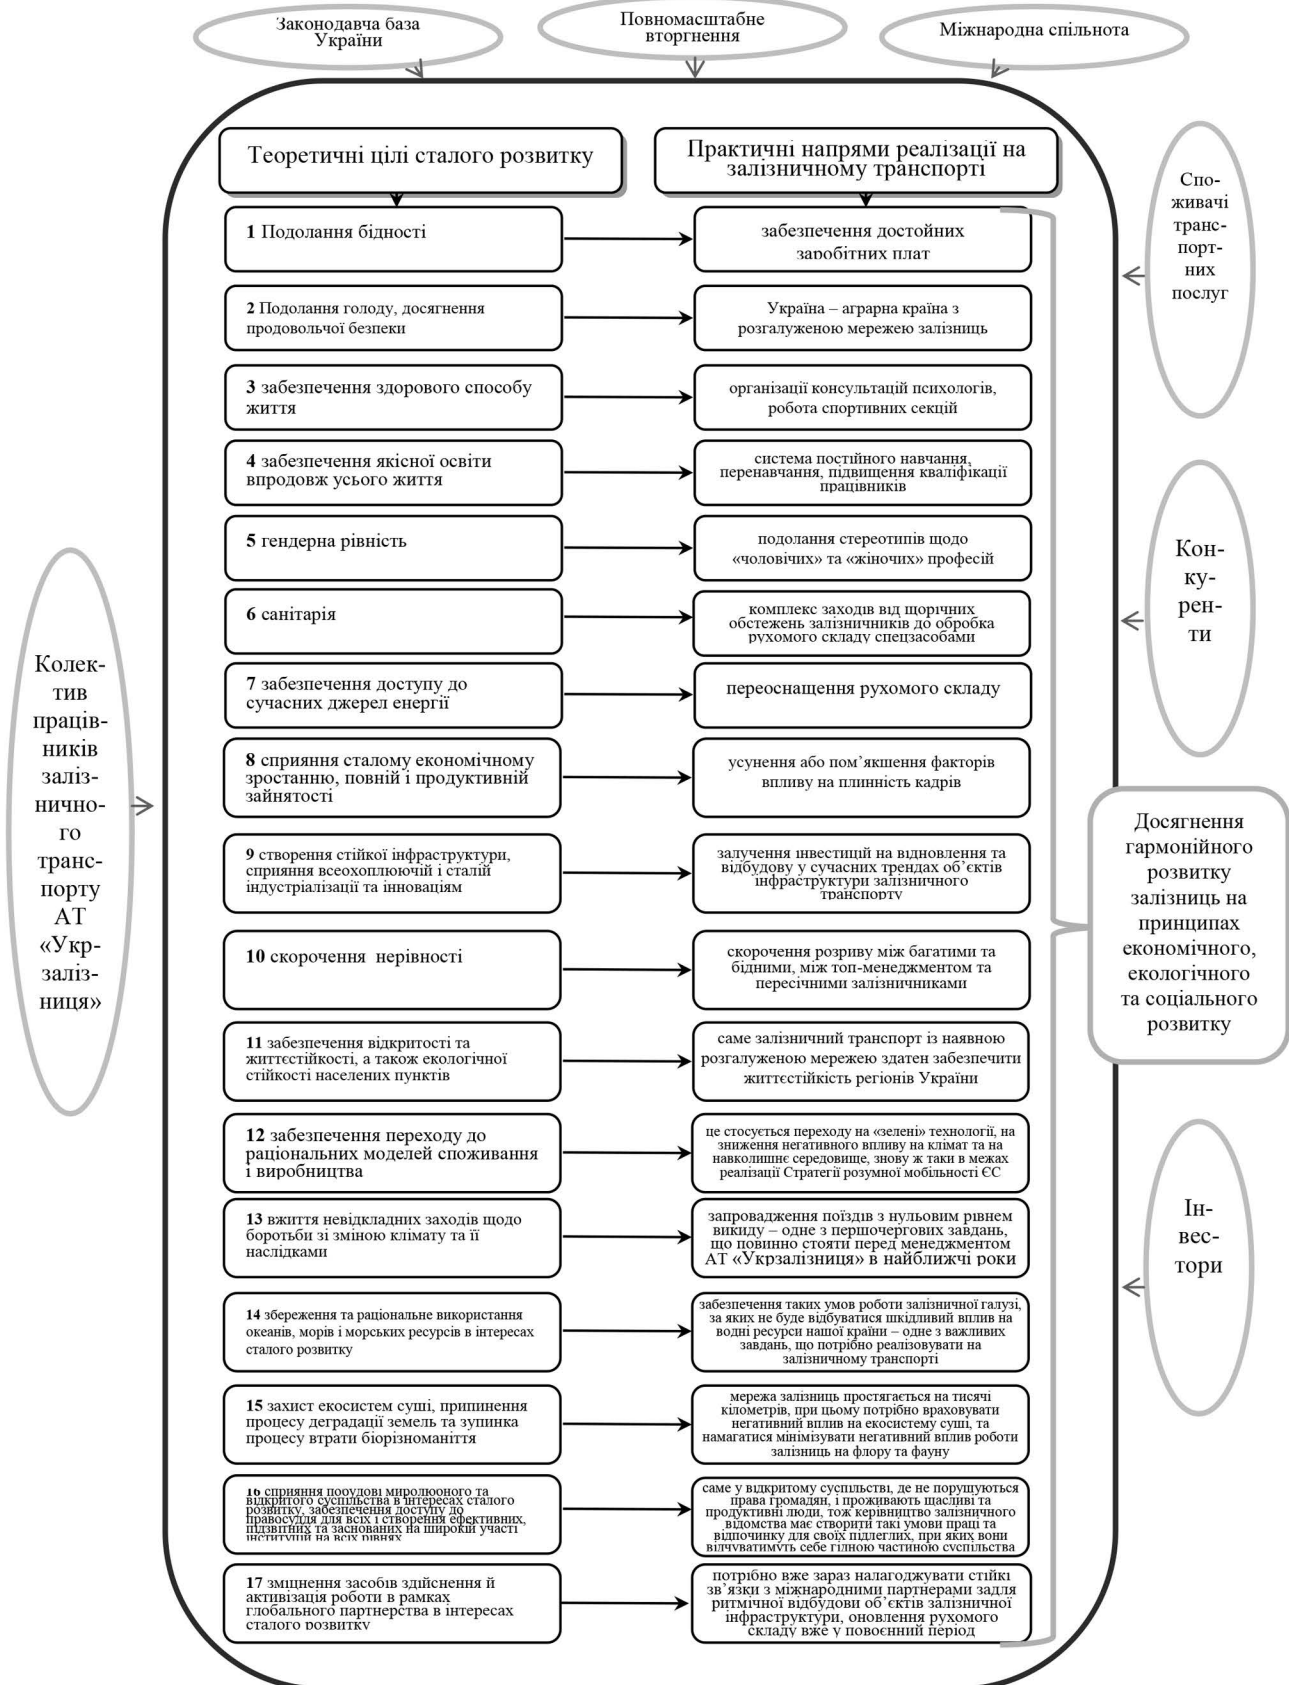 Законодавча база
України
Повномасштабне
вторгнення
Міжнародна спільнота
Теоретичні цілі сталого розвитку
Практичні напрями реалізації на
залізничному транспорті
1 Подолання бідності
забезпечення достойних
заробітних плат
2 Подолання голоду, досягнення
продовольчої безпеки
Україна – аграрна країна з
розгалуженою мережею залізниць
3 забезпечення здорового способу
життя
організації консультацій психологів,
робота спортивних секцій
4 забезпечення якісної освіти
впродовж усього життя
система постійного навчання,
перенавчання, підвищення кваліфікації
працівників
5 гендерна рівність
подолання стереотипів щодо
«чоловічих» та «жіночих» професій
6 санітарія
комплекс заходів від щорічних
обстежень залізничників до обробка
рухомого складу спецзасобами
7 забезпечення доступу до
сучасних джерел енергії
переоснащення рухомого складу
8 сприяння сталому економічному
зростанню, повній і продуктивній
зайнятості
усунення або пом’якшення факторів
впливу на плинність кадрів
9 створення стійкої інфраструктури,
сприяння всеохоплюючій і сталій
індустріалізації та інноваціям
залучення інвестицій на відновлення та
відбудову у сучасних трендах об’єктів
інфраструктури залізничного
транспорту
10 скорочення нерівності
скорочення розриву між багатими та
бідними, між топ-менеджментом та
пересічними залізничниками
11 забезпечення відкритості та
життєстійкості, а також екологічної
стійкості населених пунктів
саме залізничний транспорт із наявною
розгалуженою мережею здатен забезпечити
життєстійкість регіонів України
12 забезпечення переходу до
раціональних моделей споживання
і виробництва
це стосується переходу на «зелені» технології, на
зниження негативного впливу на клімат та на
навколишнє середовище, знову ж таки в межах
реалізації Стратегії розумної мобільності ЄС
13 вжиття невідкладних заходів щодо
боротьби зі зміною клімату та її
наслідками
запровадження поїздів з нульовим рівнем
викиду – одне з першочергових завдань,
що повинно стояти перед менеджментом
АТ «Укрзалізниця» в найближчі роки
14 збереження та раціональне використання
океанів, морів і морських ресурсів в інтересах
сталого розвитку
забезпечення таких умов роботи залізничної галузі,
за яких не буде відбуватися шкідливий вплив на
водні ресурси нашої країни – одне з важливих
завдань, що потрібно реалізовувати на
залізничному транспорті
15 захист екосистем суші, припинення
процесу деградації земель та зупинка
процесу втрати біорізноманіття
мережа залізниць простягається на тисячі
кілометрів, при цьому потрібно враховувати
негативний вплив на екосистему суші, та
намагатися мінімізувати негативний вплив роботи
залізниць на флору та фауну
16 сприяння побудові миролюбного та
відкритого суспільства в інтересах сталого
розвитку, забезпечення доступу до
правосуддя для всіх і створення ефективних,
підзвітних та заснованих на широкій участі
інституцій на всіх рівнях
саме у відкритому суспільстві, де не порушуються
права громадян, і проживають щасливі та
продуктивні люди, тож керівництво залізничного
відомства має створити такі умови праці та
відпочинку для своїх підлеглих, при яких вони
відчуватимуть себе гідною частиною суспільства
17 зміцнення засобів здійснення й
активізація роботи в рамках
глобального партнерства в інтересах
сталого розвитку
потрібно вже зараз налагоджувати стійкі
зв’язки з міжнародними партнерами задля
ритмічної відбудови об’єктів залізничної
інфраструктури, оновлення рухомого
складу вже у повоєнний період
Колек-
тив
праців-
ників
заліз-
нично-
го
транс-
порту
АТ
«Укр-
заліз-
ниця»
Спо-
живачі
транс-
порт-
них
послуг
Кон-
ку-
рен-
ти
Досягнення
гармонійного
розвитку
залізниць на
принципах
економічного,
екологічного
та соціального
розвитку
Ін-
вес-
тори